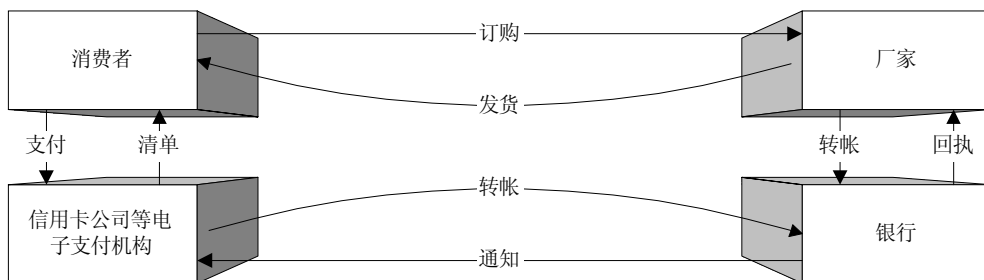 消费者
订购
厂家
发货
支付
清单
转帐
回执
信用卡公司等电
子支付机构
转帐
银行
通知